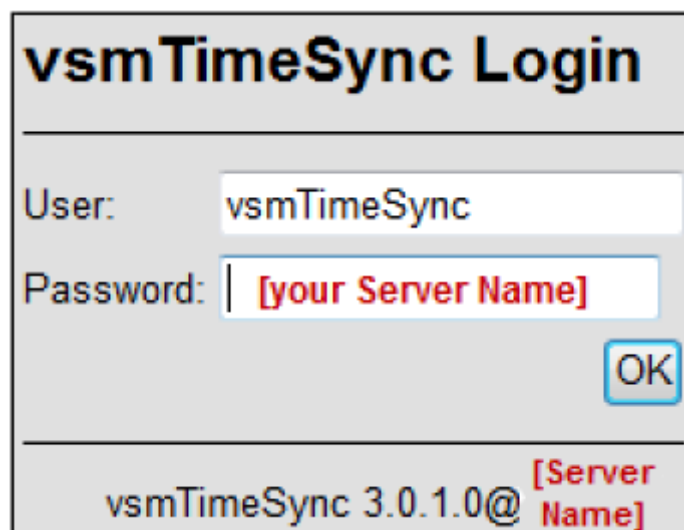 vsmTimeSync Login
User: vsmTimeSync
Password: [your Server Name]
OK
vsmTimeSync 3.0.1.0@ [Server
Name]